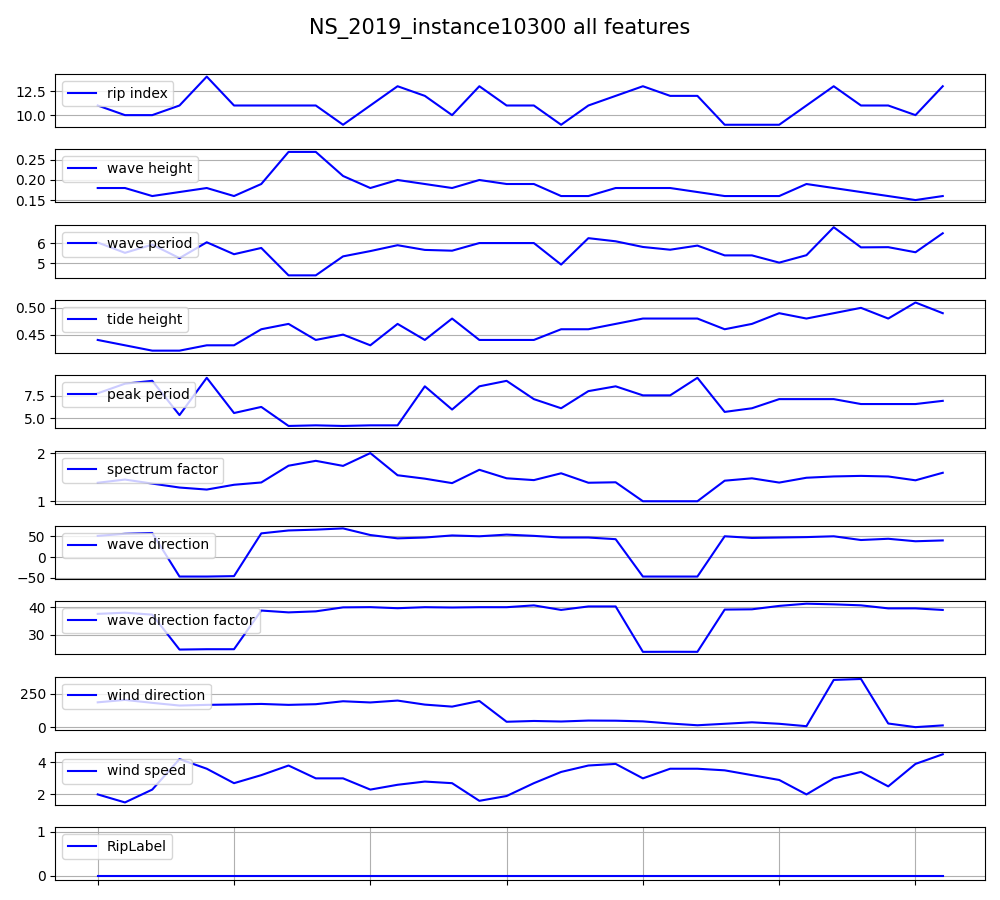 NS_2019_instance10300 all features
12.5
10.0
rip index
0.25
0.20
0.15
wave height
6
5
wave period
0.50
0.45
tide height
7.5
5.0
peak period
2
1
spectrum factor
50
0
−50
wave direction
40
30
wave direction factor
250
0
wind direction
4
2
wind speed
1
0
RipLabel